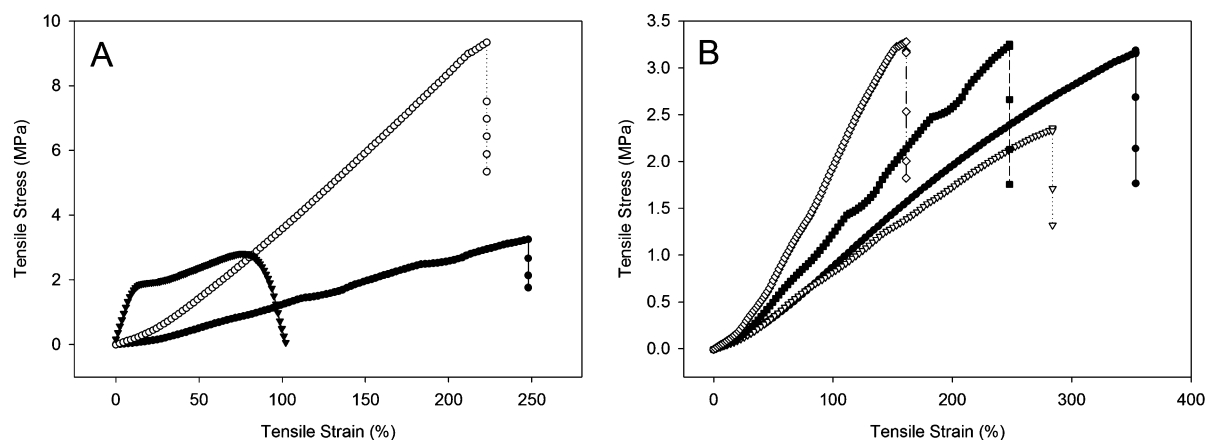 A
Tensile Stress (MPa)
10
8
6
4
2
0
0 50 100 150 200 250
Tensile Strain (%)
B
Tensile Stress (MPa)
3.5
3.0
2.5
2.0
1.5
1.0
0.5
0.0
0 100 200 300 400
Tensile Strain (%)